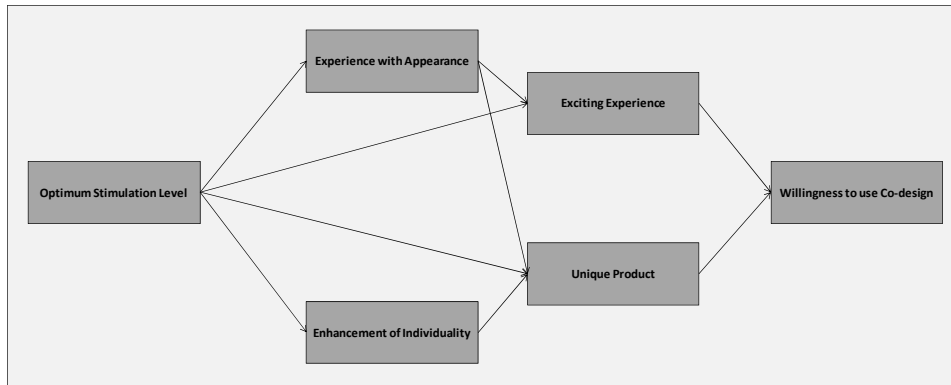 Experience with Appearance
Exciting Experience
Optimum Stimulation Level
Willingness to use Co-design
Unique Product
Enhancement of Individuality